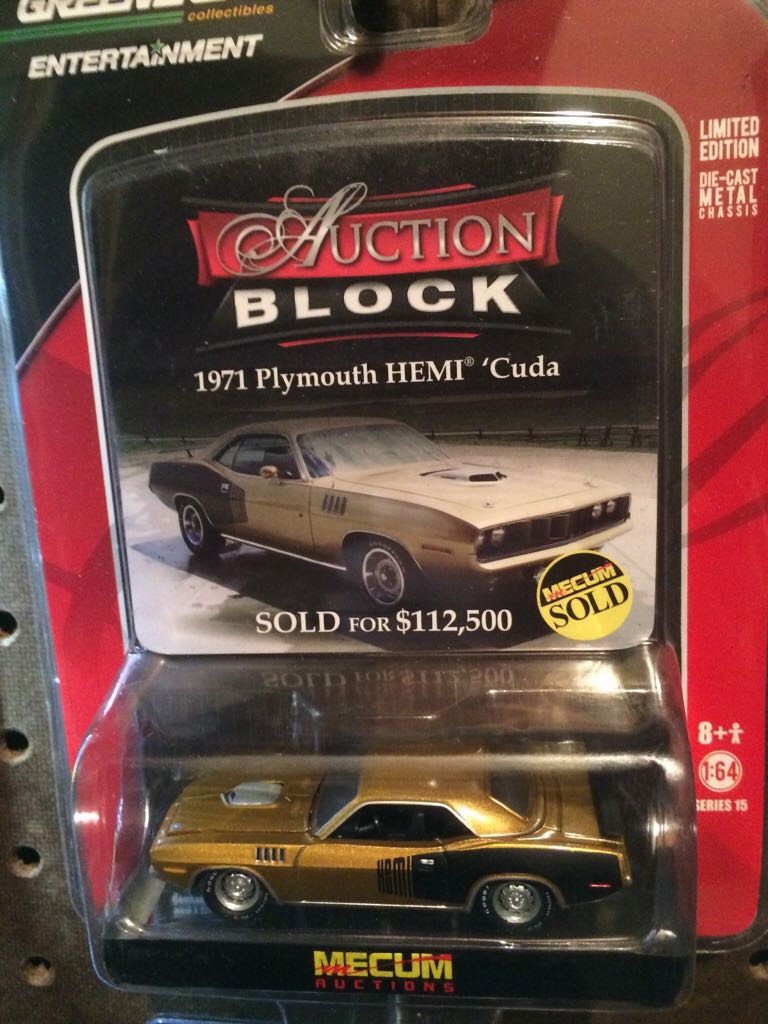 collectibles
ENTERTAINMENT
LIMITED
EDITION
DIE-CAST
METAL
CHASSIS
AUCTION
BLOCK
1971 Plymouth HEMI® 'Cuda
MECUM
SOLD
SOLD FOR $112,500
8+
1:64
SERIES 15
HEMI
MECUM
AUCTIONS